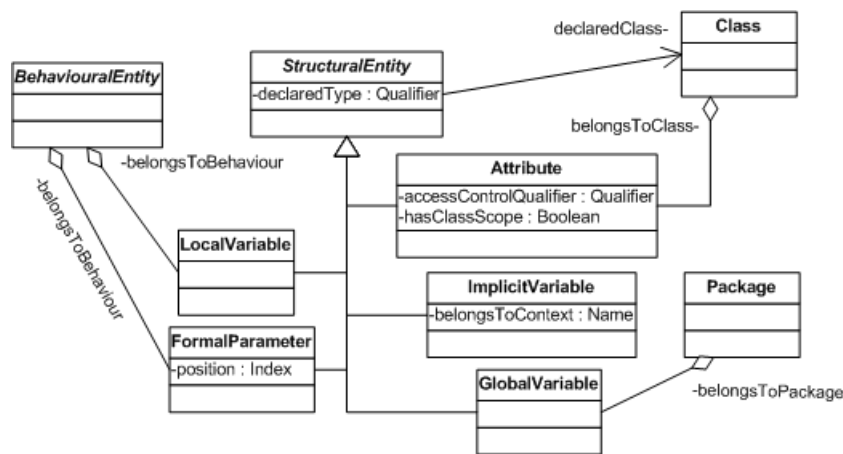 declaredClass-
Class
StructuralEntity
BehaviouralEntity
-declaredType : Qualifier
belongsToClass-
-belongsToBehaviour
Attribute
-accessControlQualifier : Qualifier
-hasClassScope : Boolean
-belongsToBehaviour
LocalVariable
ImplicitVariable
-belongsToContext : Name
Package
FormalParameter
-position : Index
GlobalVariable
-belongsToPackage